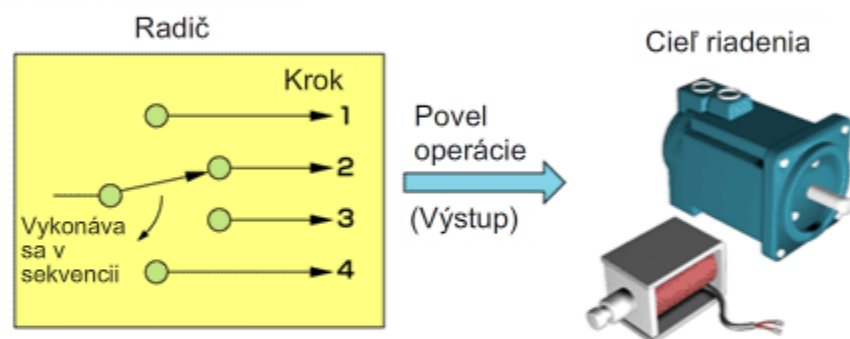 Radič
Krok
1
2
3
4
Vykonáva
sa v
sekvencii
Povel
operácie
(Výstup)
Cieľ riadenia